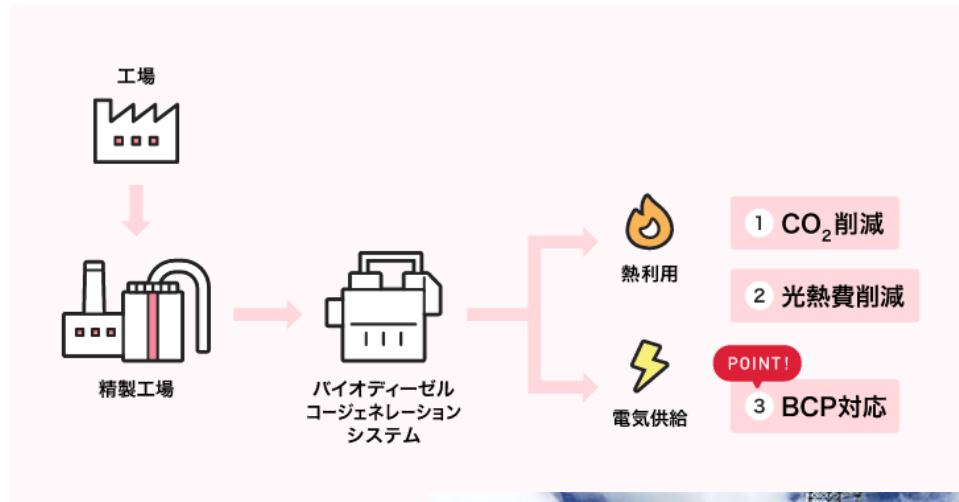 工場
精製工場
バイオディーゼル
コージェネレーション
システム
熱利用
電気供給
1 CO₂削減
2 光熱費削減
POINT!
3 BCP対応